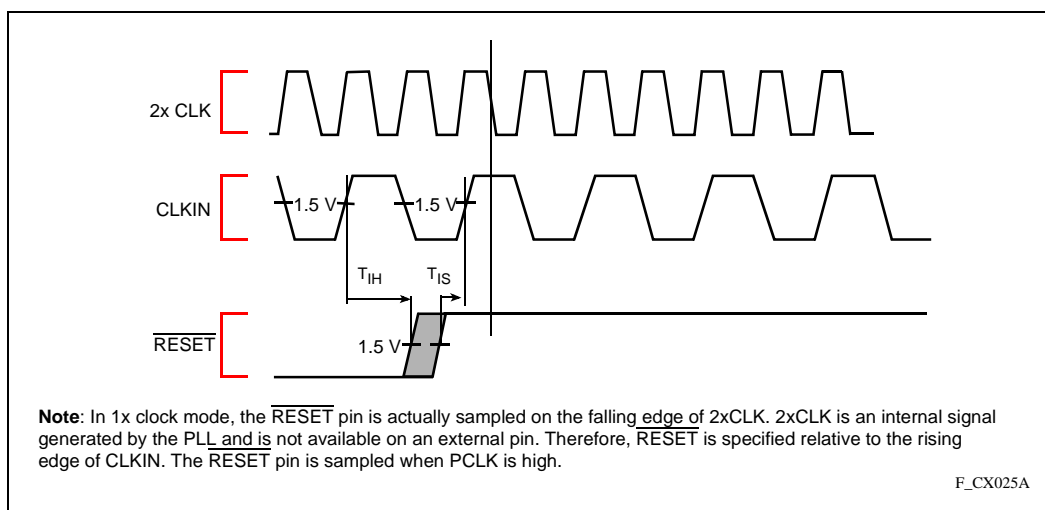 2x CLK
CLKIN
1.5 V
1.5 V
TIH
TIS
RESET
1.5 V
Note: In 1x clock mode, the RESET pin is actually sampled on the falling edge of 2xCLK. 2xCLK is an internal signal
generated by the PLL and is not available on an external pin. Therefore, RESET is specified relative to the rising
edge of CLKIN. The RESET pin is sampled when PCLK is high.
F_CX025A